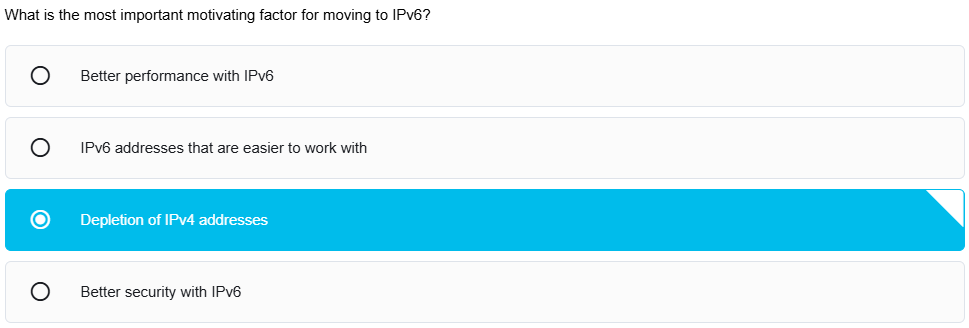 What is the most important motivating factor for moving to IPv6?
Better performance with IPv6
IPv6 addresses that are easier to work with
Depletion of IPv4 addresses
Better security with IPv6